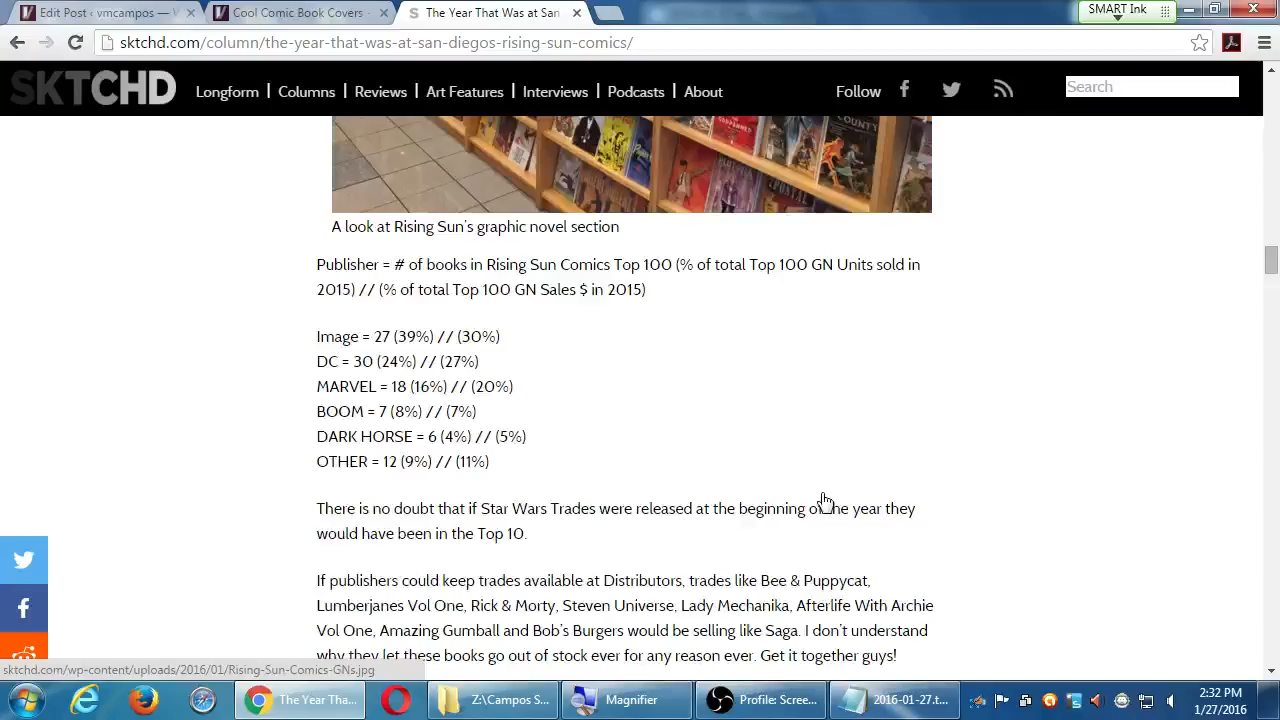 Edit Post ‹ vmcampos — W
Cool Comic Book Covers -
The Year That Was at San
SMART Ink
sktchd.com/column/the-year-that-was-at-san-diegos-rising-sun-comics/
SKTCHD
Longform | Columns | Reviews | Art Features | Interviews | Podcasts | About
Follow
Search
COUNTY
A look at Rising Sun's graphic novel section
Publisher = # of books in Rising Sun Comics Top 100 (% of total Top 100 GN Units sold in
2015) // (% of total Top 100 GN Sales $ in 2015)
Image = 27 (39%) // (30%)
DC = 30 (24%) // (27%)
MARVEL = 18 (16%) // (20%)
BOOM = 7 (8%) // (7%)
DARK HORSE = 6 (4%) // (5%)
OTHER = 12 (9%) // (11%)
There is no doubt that if Star Wars Trades were released at the beginning of the year they
would have been in the Top 10.
If publishers could keep trades available at Distributors, trades like Bee & Puppycat,
Lumberjanes Vol One, Rick & Morty, Steven Universe, Lady Mechanika, Afterlife With Archie
Vol One, Amazing Gumball and Bob's Burgers would be selling like Saga. I don't understand
why they let these books go out of stock ever for any reason ever. Get it together guys!
sktchd.com/wp-content/uploads/2016/01/Rising-Sun-Comics-GNs.jpg
The Year Tha...
Z:\Campos S...
Magnifier
Profile: Scree...
2016-01-27.t...
2:32 PM
1/27/2016